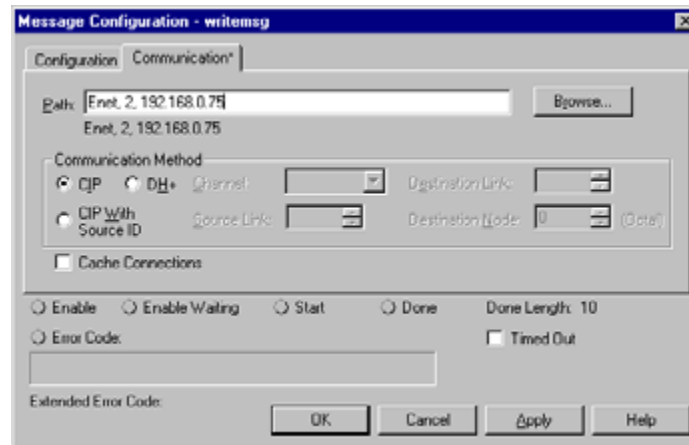 Message Configuration - writemsg
Configuration Communication*
Path: Enet, 2, 192.168.0.75 Browse...
Enet, 2, 192.168.0.75
Communication Method
CIP DH+ Channel: Destination Link:
CIP With
Source ID Source Link: Destination Node: 0 (Octal)
Cache Connections
Enable Enable Waiting Start Done Done Length: 10
Error Code: Timed Out
Extended Error Code:
OK Cancel Apply Help